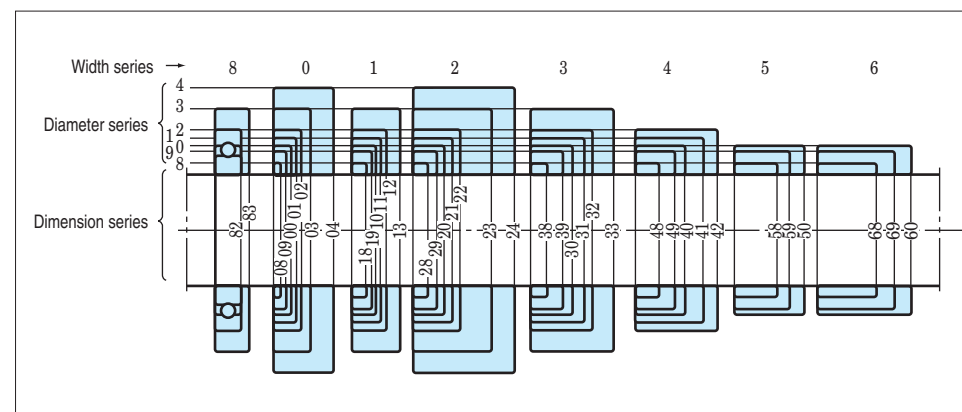 Width series → 8 0 1 2 3 4 5 6
Diameter series
4
3
2
1
0
9
8
Dimension series
82 83
08 09 00 01 02 03 04
18 19 10 11 12 13
28 29 20 21 22 23 24
38 39 30 31 32 33
48 49 40 41 42
58 59 50
68 69 60